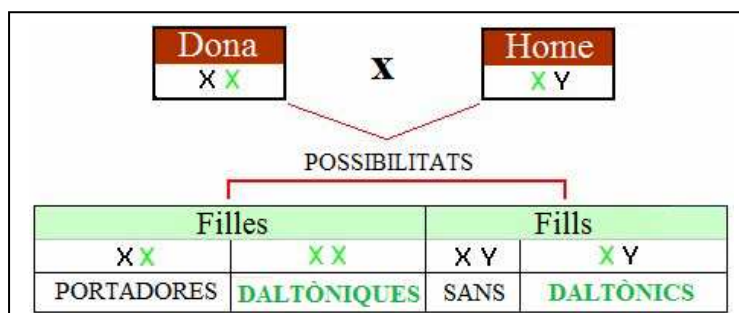 Dona x Home
X X X Y
POSSIBILITATS
Filles Fills
X X X X X Y X Y
PORTADORES DALTÒNIQUES SANS DALTÒNICS